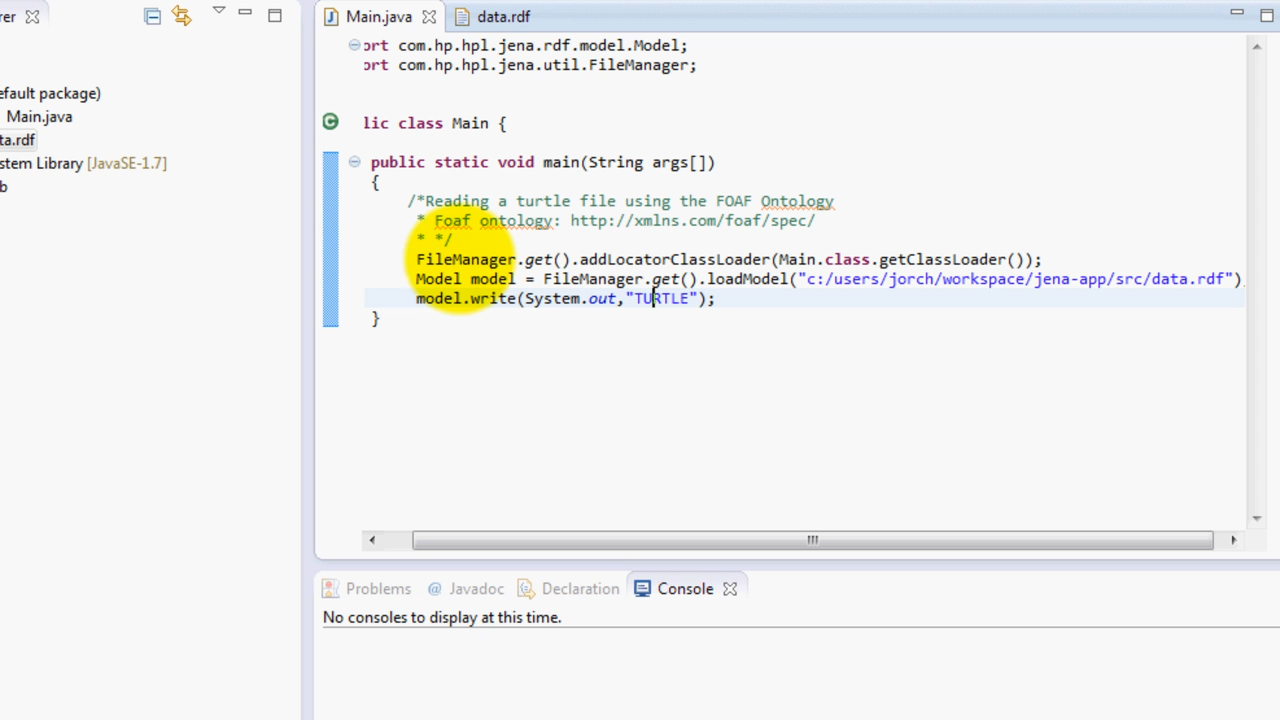 rer
efault package)
Main.java
ta.rdf
stem Library [JavaSE-1.7]
b
Main.java
data.rdf
ort com.hp.hpl.jena.rdf.model.Model;
ort com.hp.hpl.jena.util.FileManager;
lic class Main {
public static void main(String args[])
{
/*Reading a turtle file using the FOAF Ontology
* Foaf ontology: http://xmlns.com/foaf/spec/
* */
FileManager.get().addLocatorClassLoader(Main.class.getClassLoader());
Model model = FileManager.get().loadModel("c:/users/jorch/workspace/jena-app/src/data.rdf")
model.write(System.out,"TURTLE");
}
Problems @ Javadoc Declaration Console
No consoles to display at this time.